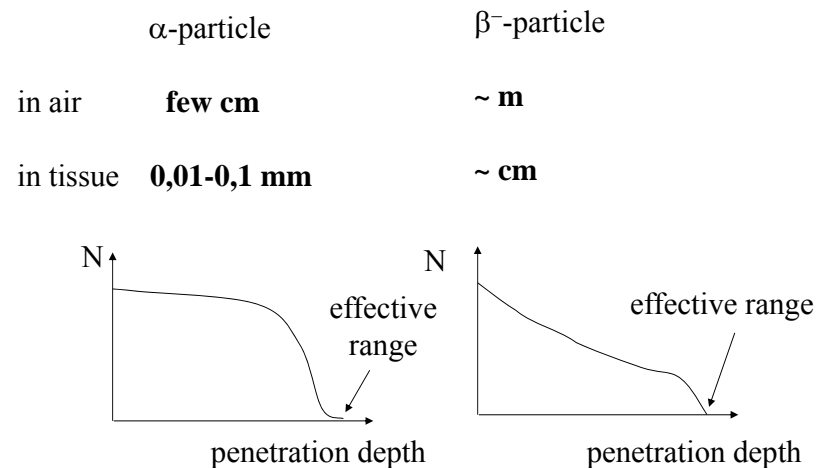 α-particle β⁻-particle
in air few cm ~ m
in tissue 0,01-0,1 mm ~ cm
N N
effective range
effective range
penetration depth penetration depth